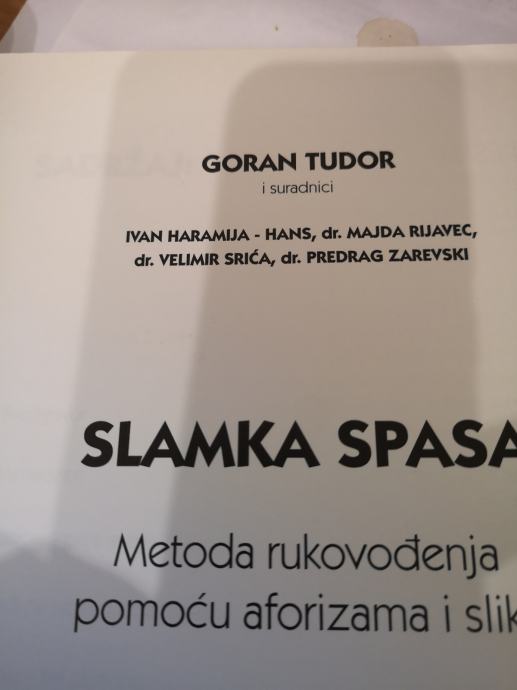 GORAN TUDOR
i suradnici
IVAN HARAMIJA - HANS, dr. MAJDA RIJAVEC,
dr. VELIMIR SRIĆA, dr. PREDRAG ZAREVSKI
SLAMKA SPASA
Metoda rukovođenja
pomoću aforizama i slik